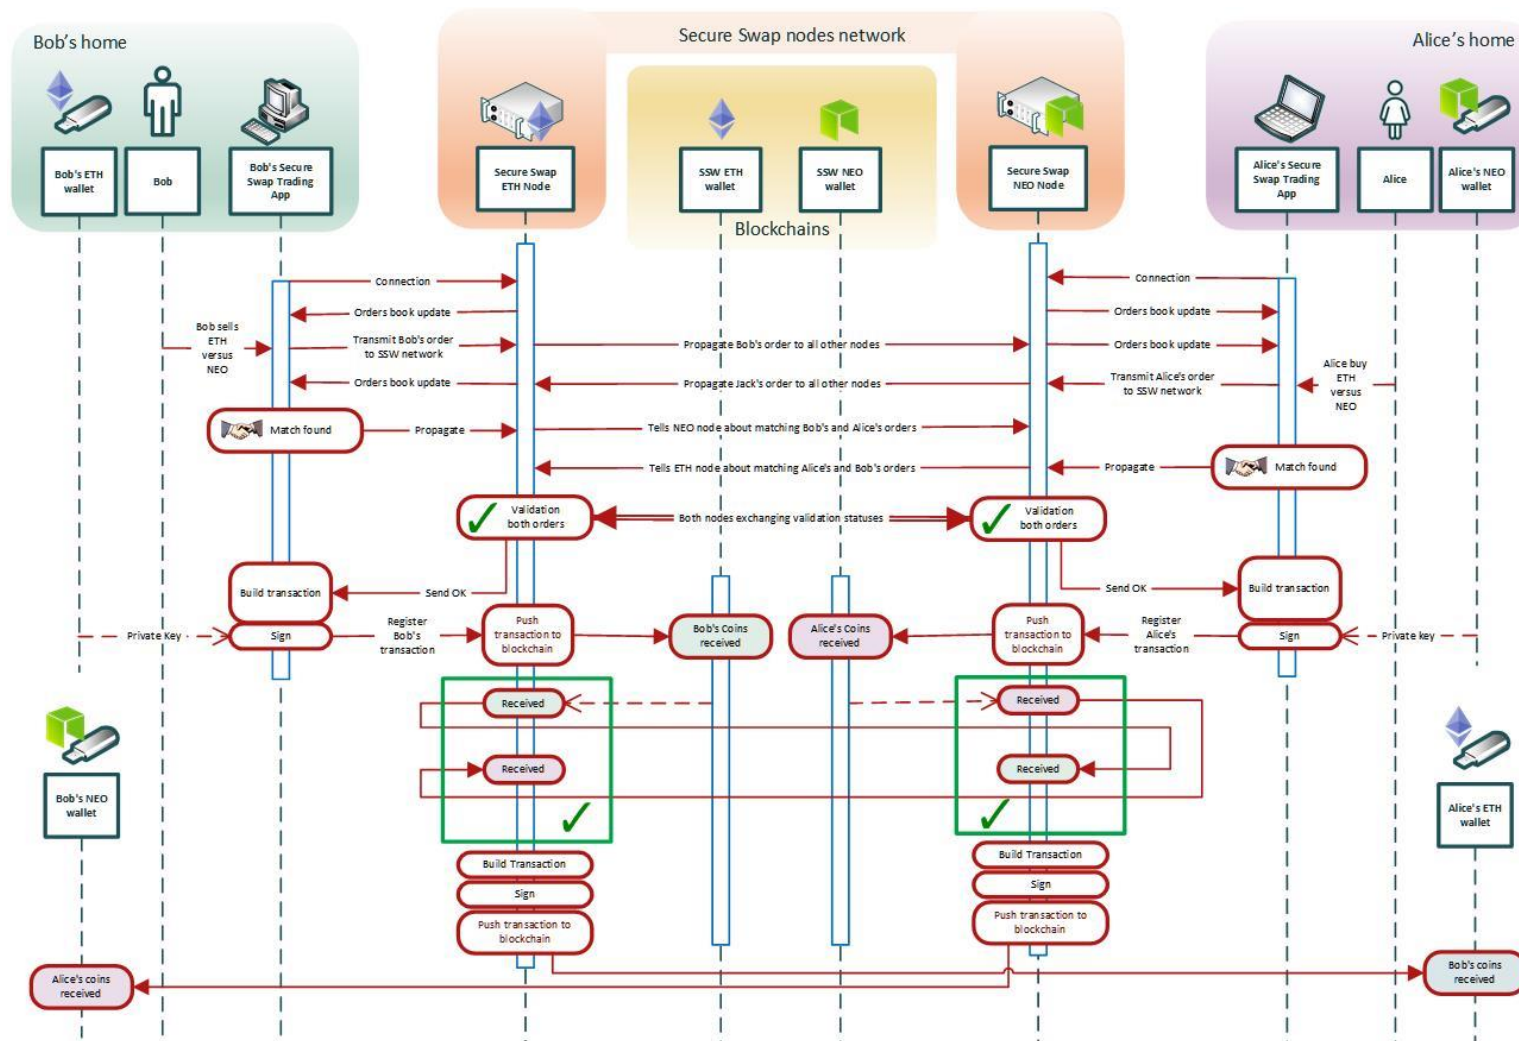 Bob's home
Secure Swap nodes network
Alice's home
Bob's ETH
wallet
Bob
Bob's Secure
Swap Trading
App
Secure Swap
ETH Node
SSW ETH
wallet
SSW NEO
wallet
Secure Swap
NEO Node
Alice's Secure
Swap Trading
App
Alice
Alice's NEO
wallet
Blockchains
Connection
Connection
Orders book update
Orders book update
Bob sells
ETH
versus
NEO
Transmit Bob's order
to SSW network
Propagate Bob's order to all other nodes
Orders book update
Orders book update
Propagate Jack's order to all other nodes
Transmit Alice's order
to SSW network
Alice buy
ETH
versus
NEO
Match found
Propagate
Tells NEO node about matching Bob's and Alice's orders
Tells ETH node about matching Alice's and Bob's orders
Propagate
Match found
Validation
both orders
Both nodes exchanging validation statuses
Validation
both orders
Build transaction
Send OK
Send OK
Build transaction
Private Key
Sign
Register
Bob's
transaction
Push
transaction to
blockchain
Bob's Coins
received
Alice's Coins
received
Push
transaction to
blockchain
Register
Alice's
transaction
Sign
Private key
Received
Received
Received
Received
Bob's NEO
wallet
Alice's ETH
wallet
Build Transaction
Sign
Push transaction to
blockchain
Build Transaction
Sign
Push transaction to
blockchain
Alice's coins
received
Bob's coins
received